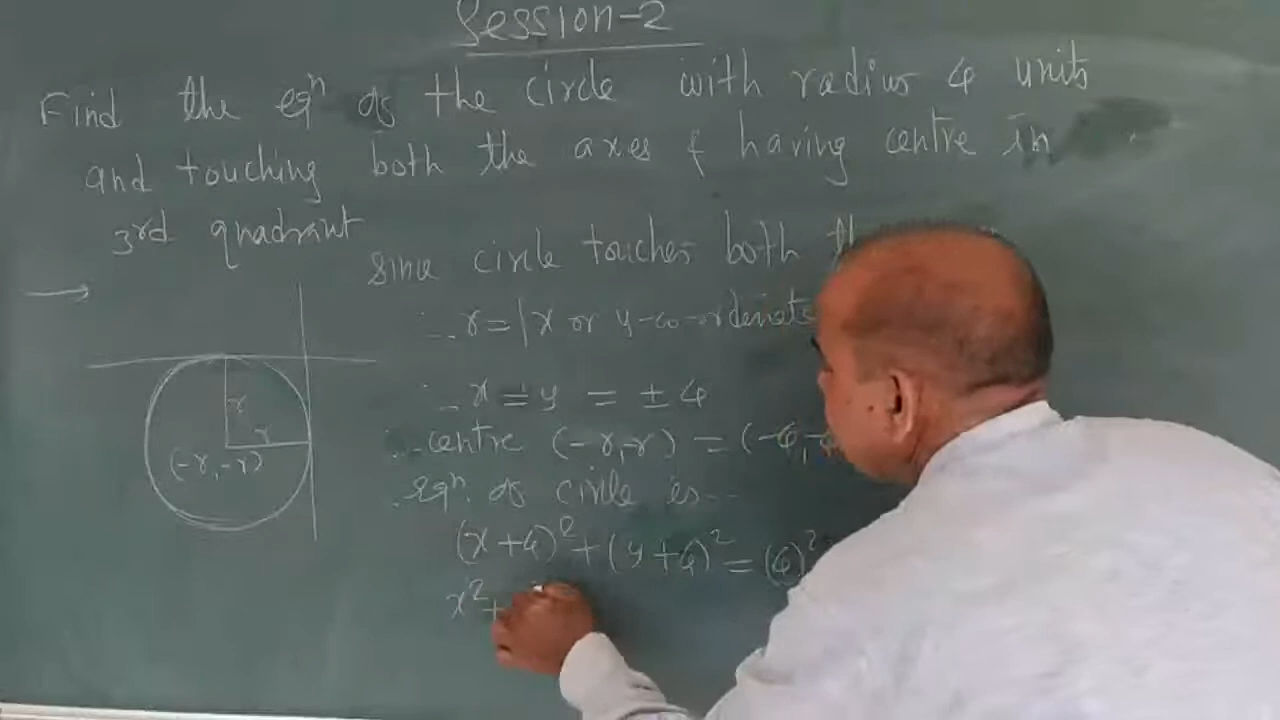 Session-2
Find the eqⁿ of the circle with radius 4 units
and touching both the axes & having centre in
3rd quadrant
since circle touches both
∴ r = |x or y-co-ordinate
∴ x = y = ± 4
∴ centre (-r,-r) = (-4,-4
eqⁿ. of circle is--
(x+4)² + (y+4)² = (4)²
x² +
r
r
(-r,-r)